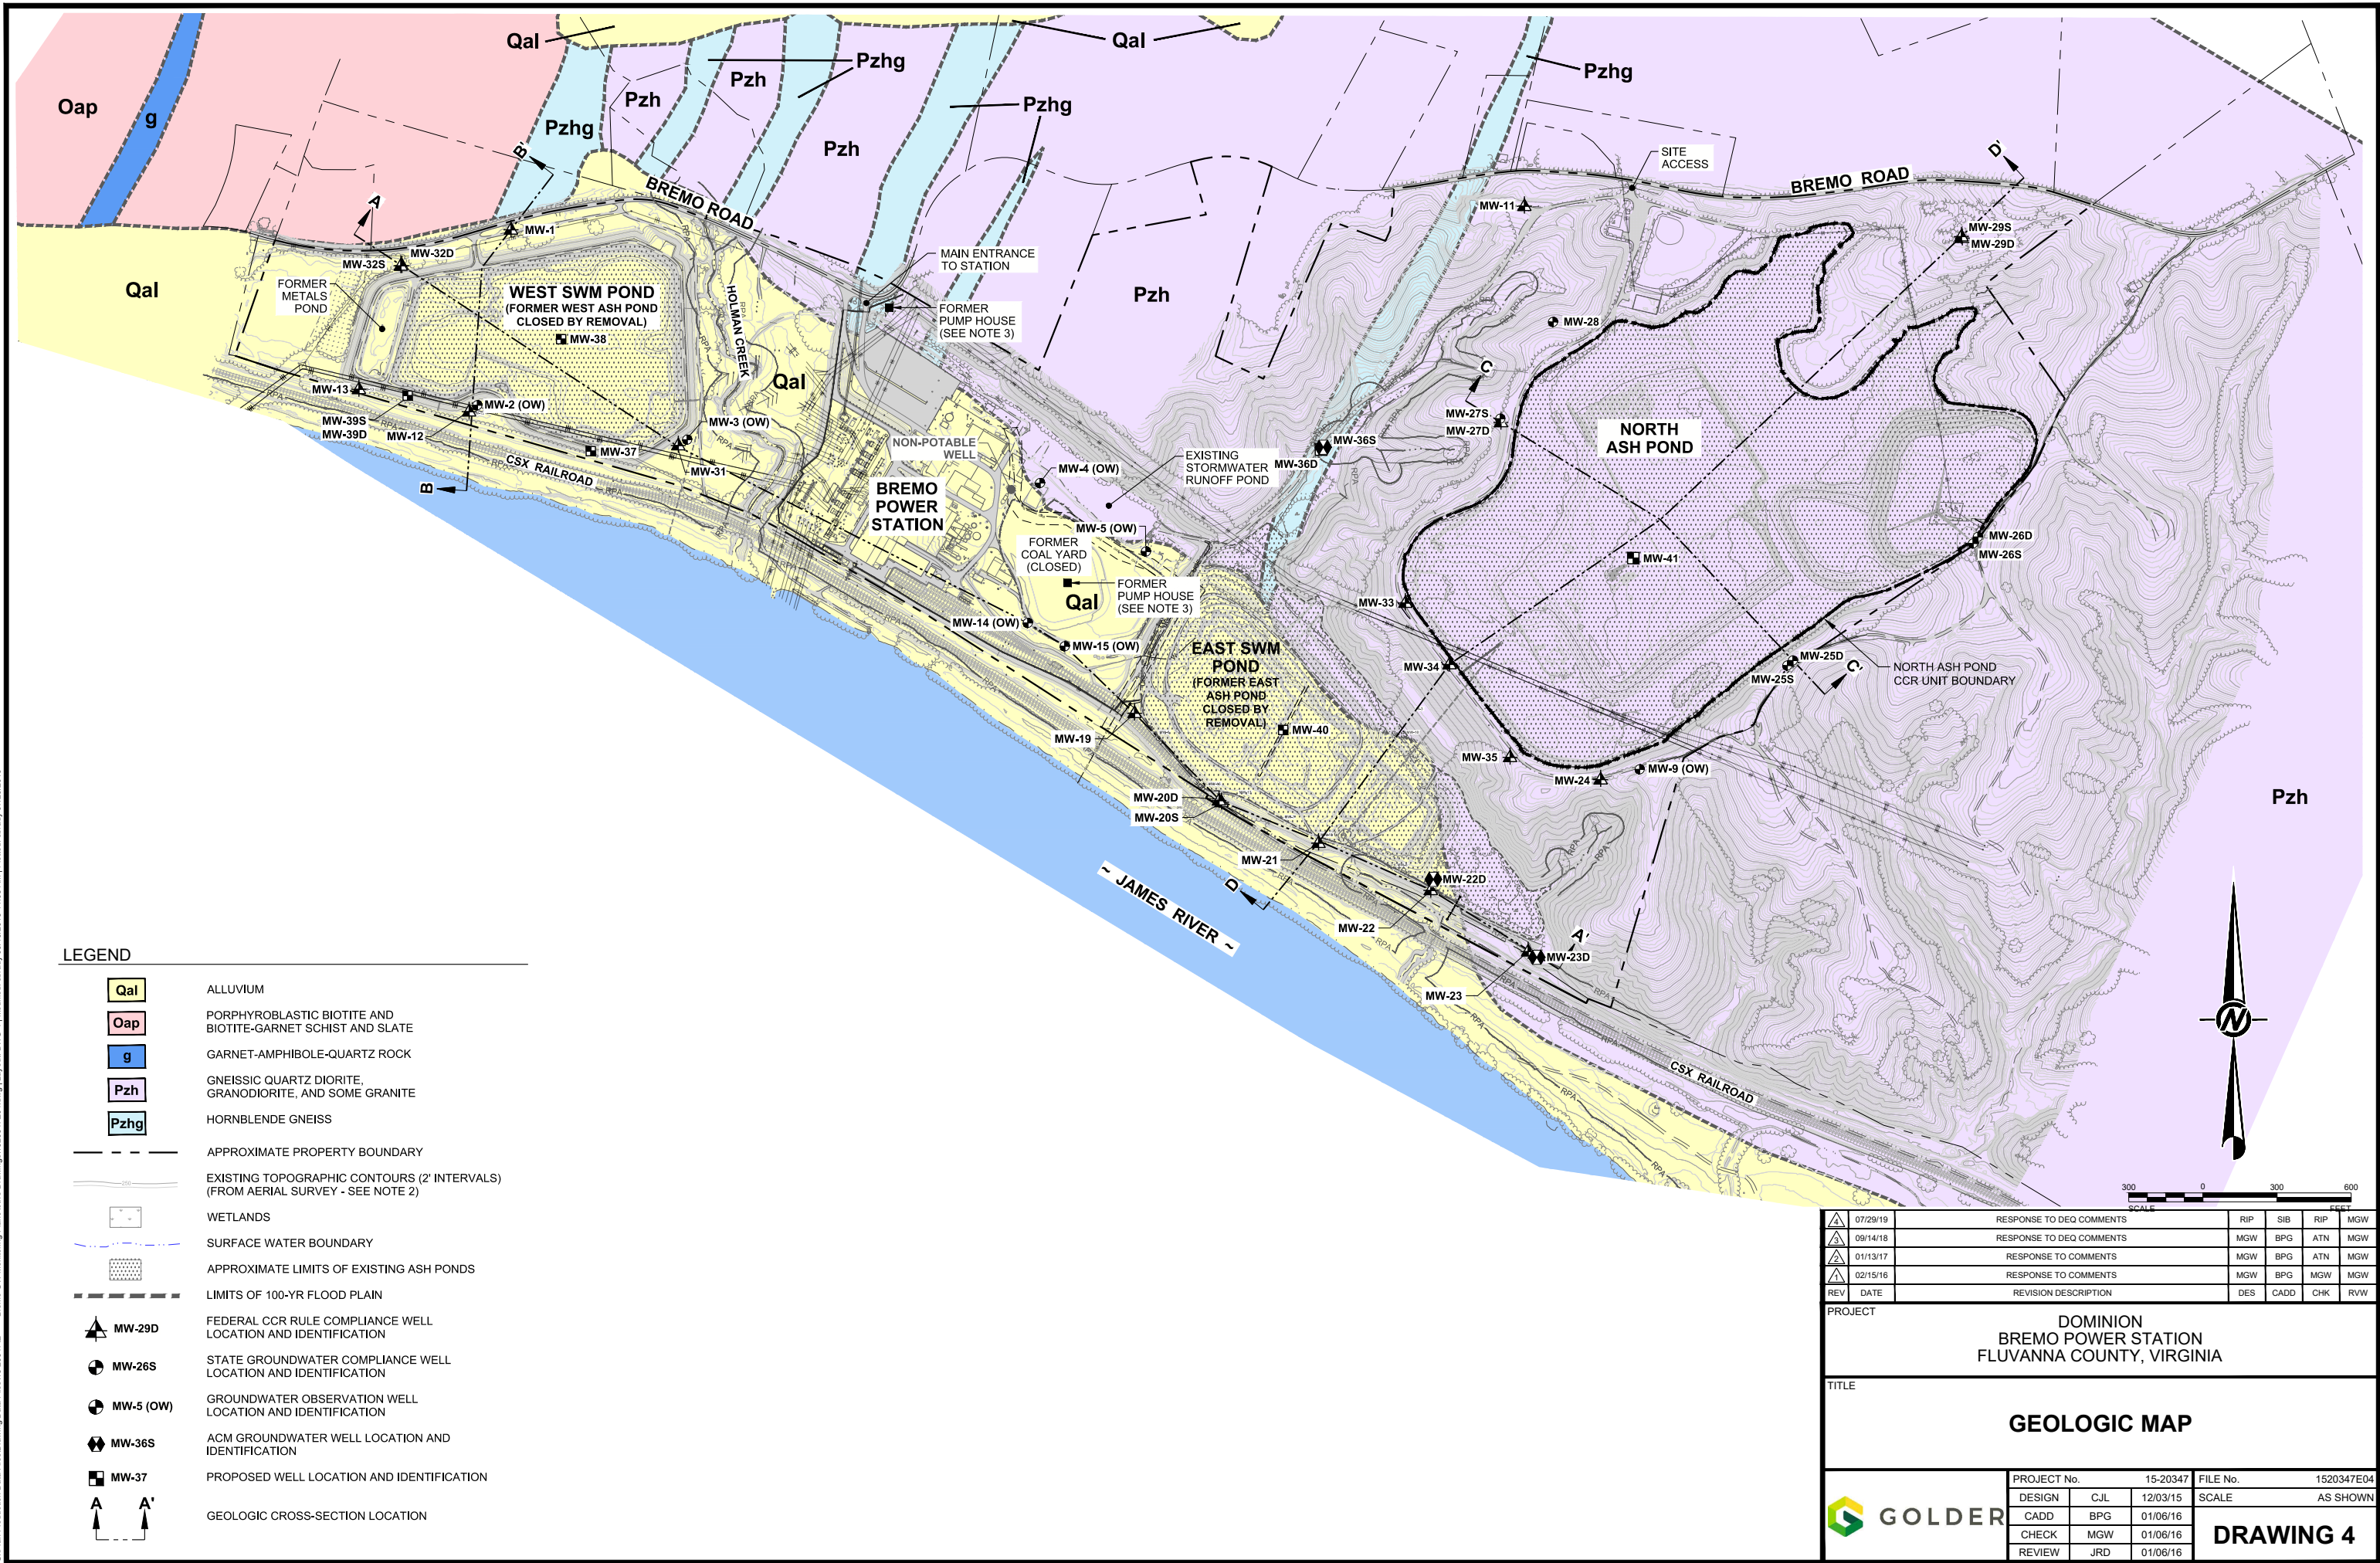 Qal
Qal
Oap
g
Pzhg
Pzh
Pzh
Pzhg
Pzhg
Pzh
Pzhg
B'
A
D'
BREMO ROAD
SITE
ACCESS
BREMO ROAD
MW-11
MW-1
MW-32D
MW-32S
MW-29S
MW-29D
Qal
FORMER
METALS
POND
WEST SWM POND
(FORMER WEST ASH POND
CLOSED BY REMOVAL)
HOLMAN CREEK
MAIN ENTRANCE
TO STATION
FORMER
PUMP HOUSE
(SEE NOTE 3)
Pzh
MW-28
MW-38
C
Qal
MW-13
MW-2 (OW)
MW-39S
MW-39D
MW-12
MW-3 (OW)
MW-37
MW-31
CSX RAILROAD
B
NON-POTABLE
WELL
MW-4 (OW)
EXISTING
STORMWATER
RUNOFF POND
MW-36S
MW-36D
MW-27S
MW-27D
NORTH
ASH POND
BREMO
POWER
STATION
MW-5 (OW)
FORMER
COAL YARD
(CLOSED)
FORMER
PUMP HOUSE
(SEE NOTE 3)
Qal
MW-26D
MW-26S
MW-41
MW-33
MW-14 (OW)
MW-15 (OW)
EAST SWM
POND
(FORMER EAST
ASH POND
CLOSED BY
REMOVAL)
MW-34
MW-25D
MW-25S
C'
NORTH ASH POND
CCR UNIT BOUNDARY
MW-19
MW-40
MW-35
MW-24
MW-9 (OW)
MW-20D
MW-20S
Pzh
MW-21
D
MW-22D
~ JAMES RIVER ~
MW-22
A'
MW-23D
MW-23
CSX RAILROAD
RPA
RPA
RPA
RPA
RPA
RPA
RPA
RPA
RPA
RPA
N
LEGEND
Qal ALLUVIUM
Oap PORPHYROBLASTIC BIOTITE AND
BIOTITE-GARNET SCHIST AND SLATE
g GARNET-AMPHIBOLE-QUARTZ ROCK
Pzh GNEISSIC QUARTZ DIORITE,
GRANODIORITE, AND SOME GRANITE
Pzhg HORNBLENDE GNEISS
APPROXIMATE PROPERTY BOUNDARY
EXISTING TOPOGRAPHIC CONTOURS (2' INTERVALS)
(FROM AERIAL SURVEY - SEE NOTE 2)
WETLANDS
SURFACE WATER BOUNDARY
APPROXIMATE LIMITS OF EXISTING ASH PONDS
LIMITS OF 100-YR FLOOD PLAIN
MW-29D FEDERAL CCR RULE COMPLIANCE WELL
LOCATION AND IDENTIFICATION
MW-26S STATE GROUNDWATER COMPLIANCE WELL
LOCATION AND IDENTIFICATION
MW-5 (OW) GROUNDWATER OBSERVATION WELL
LOCATION AND IDENTIFICATION
MW-36S ACM GROUNDWATER WELL LOCATION AND
IDENTIFICATION
MW-37 PROPOSED WELL LOCATION AND IDENTIFICATION
A A'
GEOLOGIC CROSS-SECTION LOCATION
300 0 300 600
SCALE FEET
4 07/29/19 RESPONSE TO DEQ COMMENTS RIP SIB RIP MGW
3 09/14/18 RESPONSE TO DEQ COMMENTS MGW BPG ATN MGW
2 01/13/17 RESPONSE TO COMMENTS MGW BPG ATN MGW
1 02/15/16 RESPONSE TO COMMENTS MGW BPG MGW MGW
REV DATE REVISION DESCRIPTION DES CADD CHK RVW
PROJECT
DOMINION
BREMO POWER STATION
FLUVANNA COUNTY, VIRGINIA
TITLE
GEOLOGIC MAP
GOLDER
PROJECT No. 15-20347 FILE No. 1520347E04
DESIGN CJL 12/03/15 SCALE AS SHOWN
CADD BPG 01/06/16
CHECK MGW 01/06/16
REVIEW JRD 01/06/16
DRAWING 4